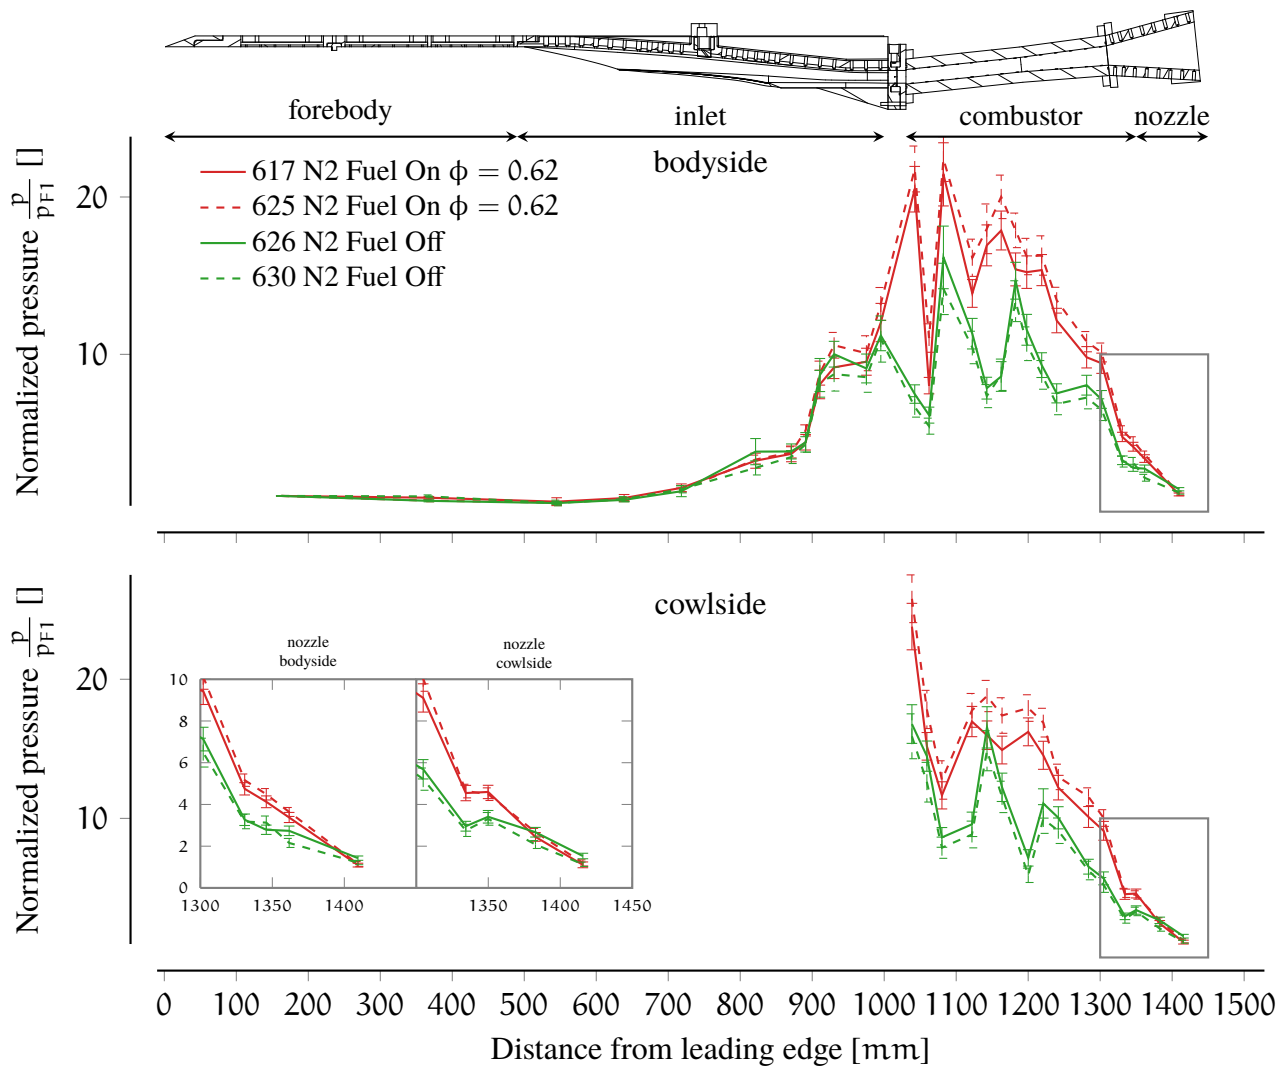 forebody
inlet
combustor
nozzle
bodyside
617 N2 Fuel On ϕ = 0.62
625 N2 Fuel On ϕ = 0.62
626 N2 Fuel Off
630 N2 Fuel Off
Normalized pressure p/pF1 []
20
10
cowlside
Normalized pressure p/pF1 []
20
10
nozzle
bodyside
nozzle
cowlside
10
8
6
4
2
0
1300 1350 1400
1350 1400 1450
0 100 200 300 400 500 600 700 800 900 1000 1100 1200 1300 1400 1500
Distance from leading edge [mm]